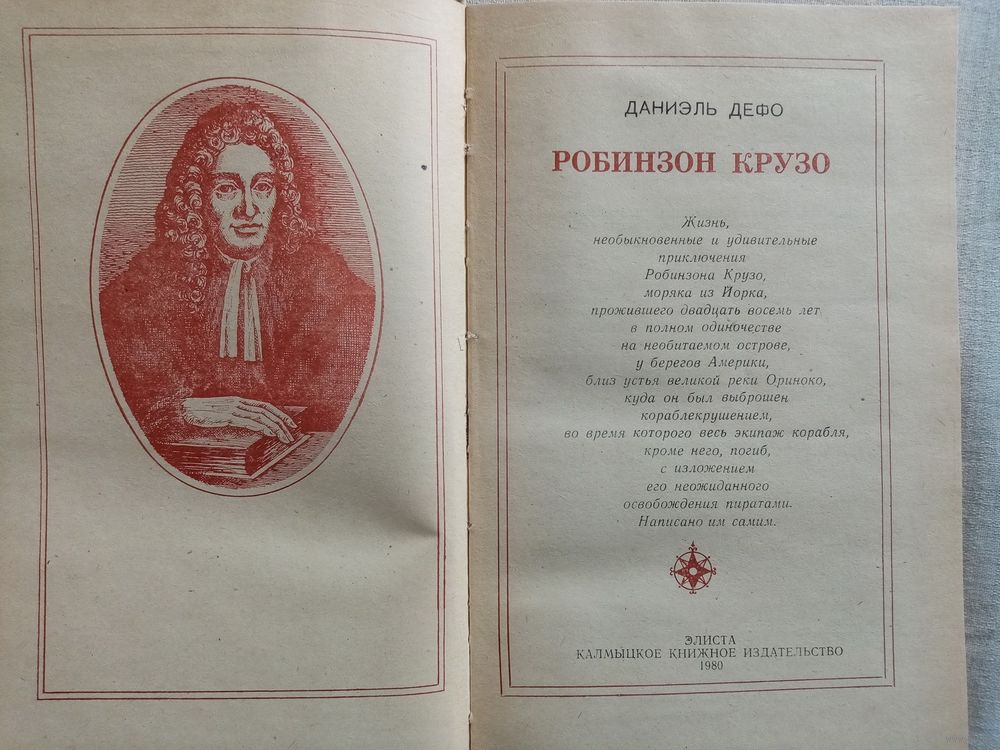 ДАНИЭЛЬ ДЕФО
РОБИНЗОН КРУЗО
Жизнь,
необыкновенные и удивительные
приключения
Робинзона Крузо,
моряка из Йорка,
прожившего двадцать восемь лет
в полном одиночестве
на необитаемом острове,
у берегов Америки,
близ устья великой реки Ориноко,
куда он был выброшен
кораблекрушением,
во время которого весь экипаж корабля,
кроме него, погиб,
с изложением
его неожиданного
освобождения пиратами.
Написано им самим.
ЭЛИСТА
КАЛМЫЦКОЕ КНИЖНОЕ ИЗДАТЕЛЬСТВО
1980